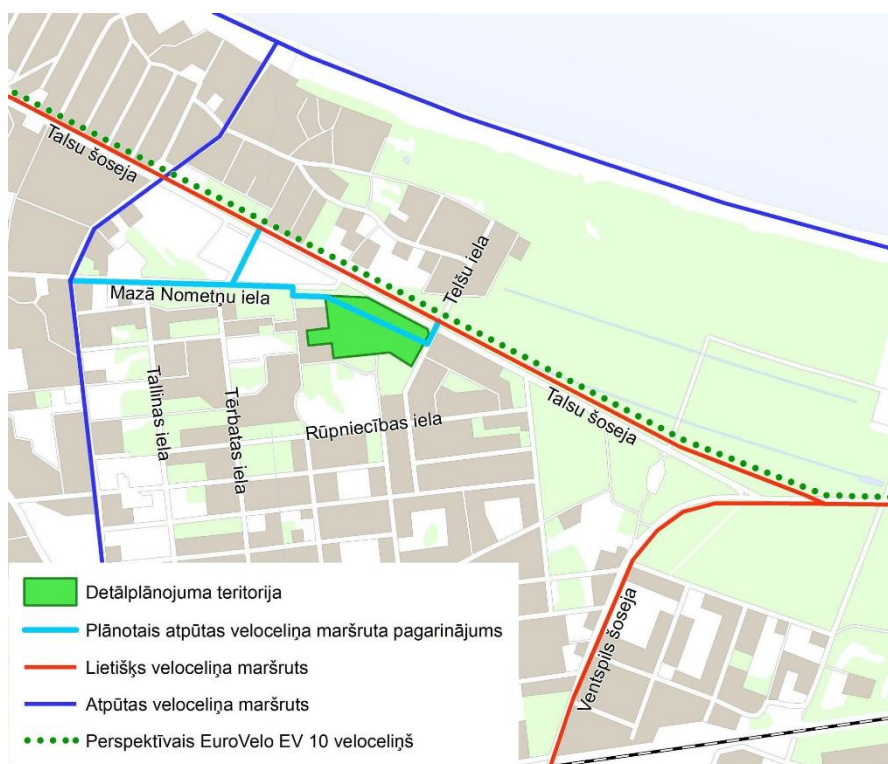 Talsu šoseja
Telšu iela
Mazā Nometņu iela
Tallinas iela
Tērbatas iela
Rūpniecības iela
Talsu šoseja
Ventspils šoseja
Detālplānojuma teritorija
Plānotais atpūtas veloceliņa maršruta pagarinājums
Lietišķs veloceliņa maršruts
Atpūtas veloceliņa maršruts
Perspektīvais EuroVelo EV 10 veloceliņš